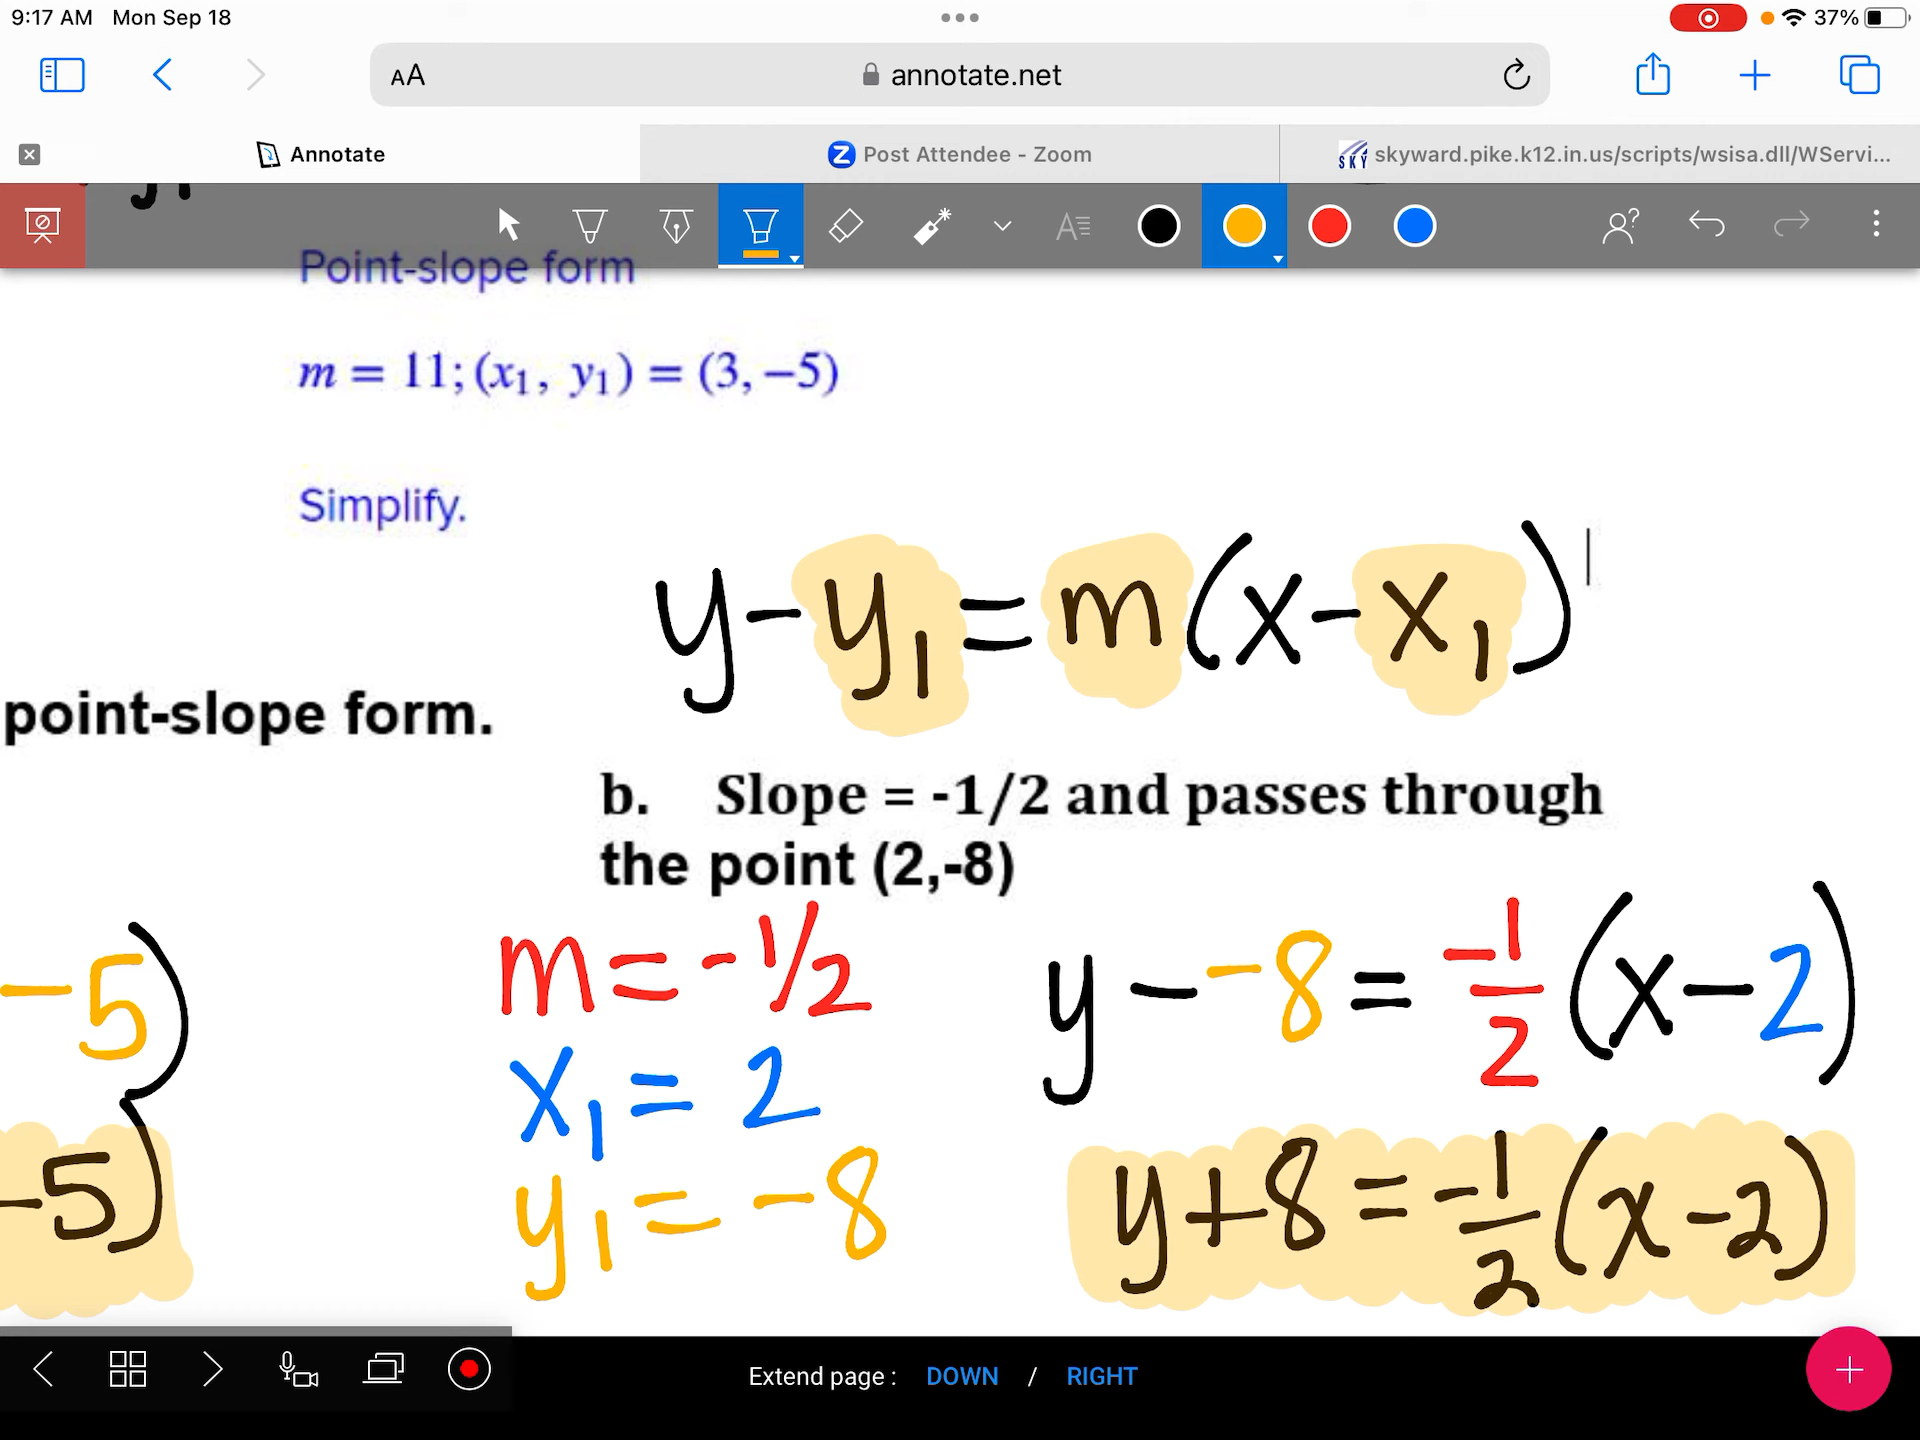 9:17 AM Mon Sep 18
37%
AA annotate.net
Annotate
Post Attendee - Zoom
SKY skyward.pike.k12.in.us/scripts/wsisa.dll/WServi...
Point-slope form
m = 11; (x₁, y₁) = (3, −5)
Simplify.
y-y₁=m(x-x₁)
point-slope form.
b. Slope = -1/2 and passes through
the point (2,-8)
-5)
m=-1/2
y--8=-1/2(x-2)
x₁=2
-5)
y₁=-8
y+8=-1/2(x-2)
Extend page : DOWN / RIGHT